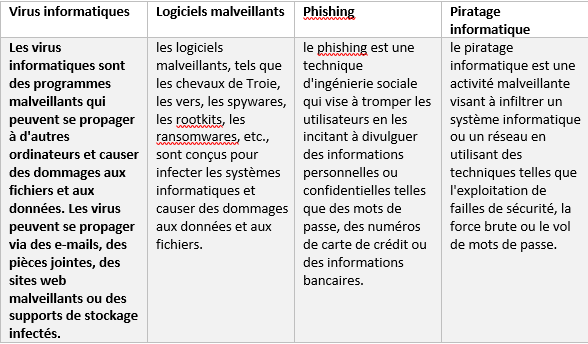 Virus informatiques
Logiciels malveillants
Phishing
Piratage
informatique
Les virus
informatiques sont
des programmes
malveillants qui
peuvent se propager
à d'autres
ordinateurs et causer
des dommages aux
fichiers et aux
données. Les virus
peuvent se propager
via des e-mails, des
pièces jointes, des
sites web
malveillants ou des
supports de stockage
infectés.
les logiciels
malveillants, tels que
les chevaux de Troie,
les vers, les spywares,
les rootkits, les
ransomwares, etc.,
sont conçus pour
infecter les systèmes
informatiques et
causer des dommages
aux données et aux
fichiers.
le phishing est une
technique
d'ingénierie sociale
qui vise à tromper les
utilisateurs en les
incitant à divulguer
des informations
personnelles ou
confidentielles telles
que des mots de
passe, des numéros
de carte de crédit ou
des informations
bancaires.
le piratage
informatique est une
activité malveillante
visant à infiltrer un
système informatique
ou un réseau en
utilisant des
techniques telles que
l'exploitation de
failles de sécurité, la
force brute ou le vol
de mots de passe.